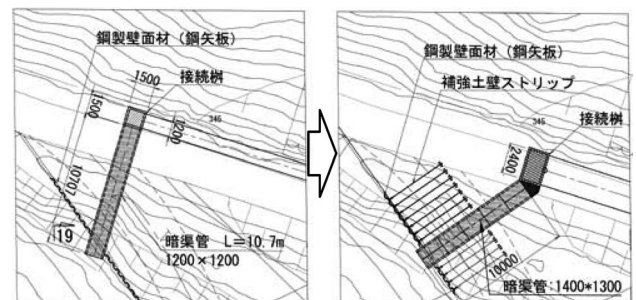 鋼製壁面材（鋼矢板）
1500
接続桝
1500
1200
346
10707
19
暗渠管 L=10.7m
1200×1200
鋼製壁面材（鋼矢板）
補強土壁ストリップ
346
接続桝
2400
10000
暗渠管:1400*1300